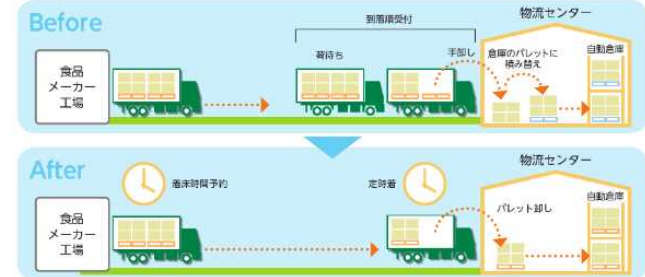 Before
物流センター
到着順受付
荷待ち
手卸し
倉庫のパレットに
積み替え
自動倉庫
食品
メーカー
工場
After
着床時間予約
定時着
物流センター
自動倉庫
パレット卸し
食品
メーカー
工場